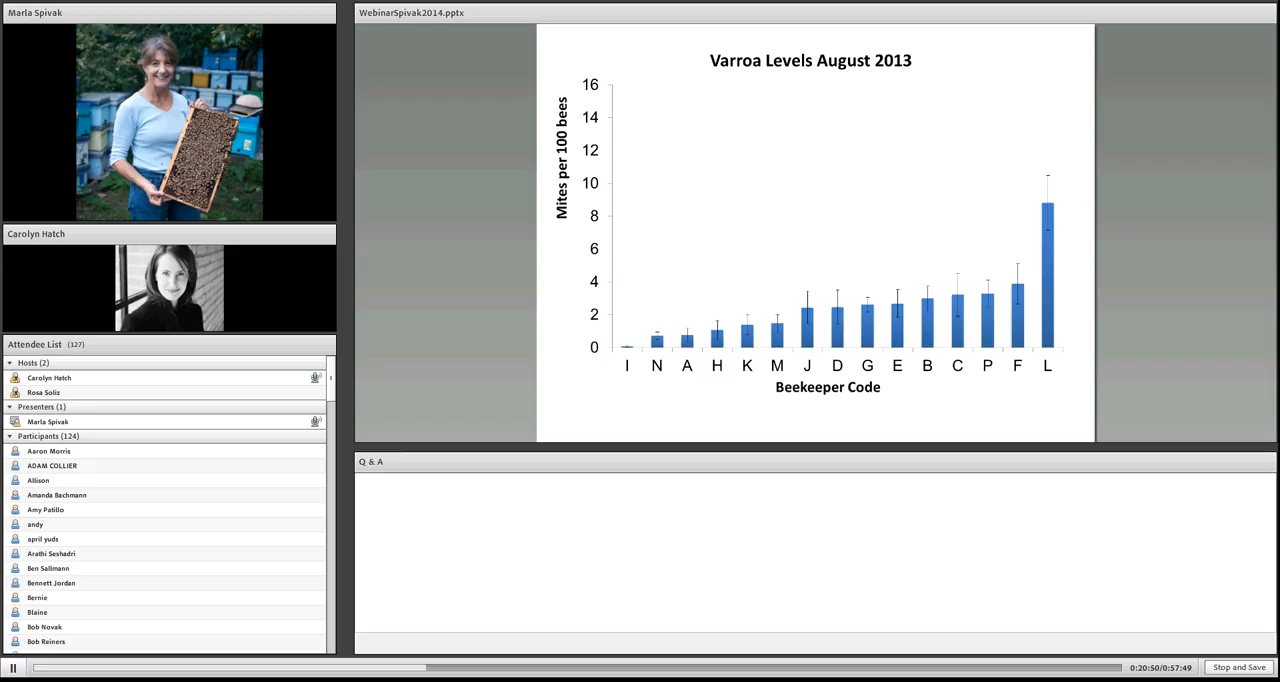 Marla Spivak
Carolyn Hatch
Attendee List (127)
Hosts (2)
Carolyn Hatch
Rosa Soliz
Presenters (1)
Marla Spivak
Participants (124)
Aaron Morris
ADAM COLLIER
Allison
Amanda Bachmann
Amy Patillo
andy
april yuds
Arathi Seshadri
Ben Sallmann
Bennett Jordan
Bernie
Blaine
Bob Novak
Bob Reiners
WebinarSpivak2014.pptx
Varroa Levels August 2013
Mites per 100 bees
16
14
12
10
8
6
4
2
0
I N A H K M J D G E B C P F L
Beekeeper Code
Q & A
0:20:50/0:57:49
Stop and Save